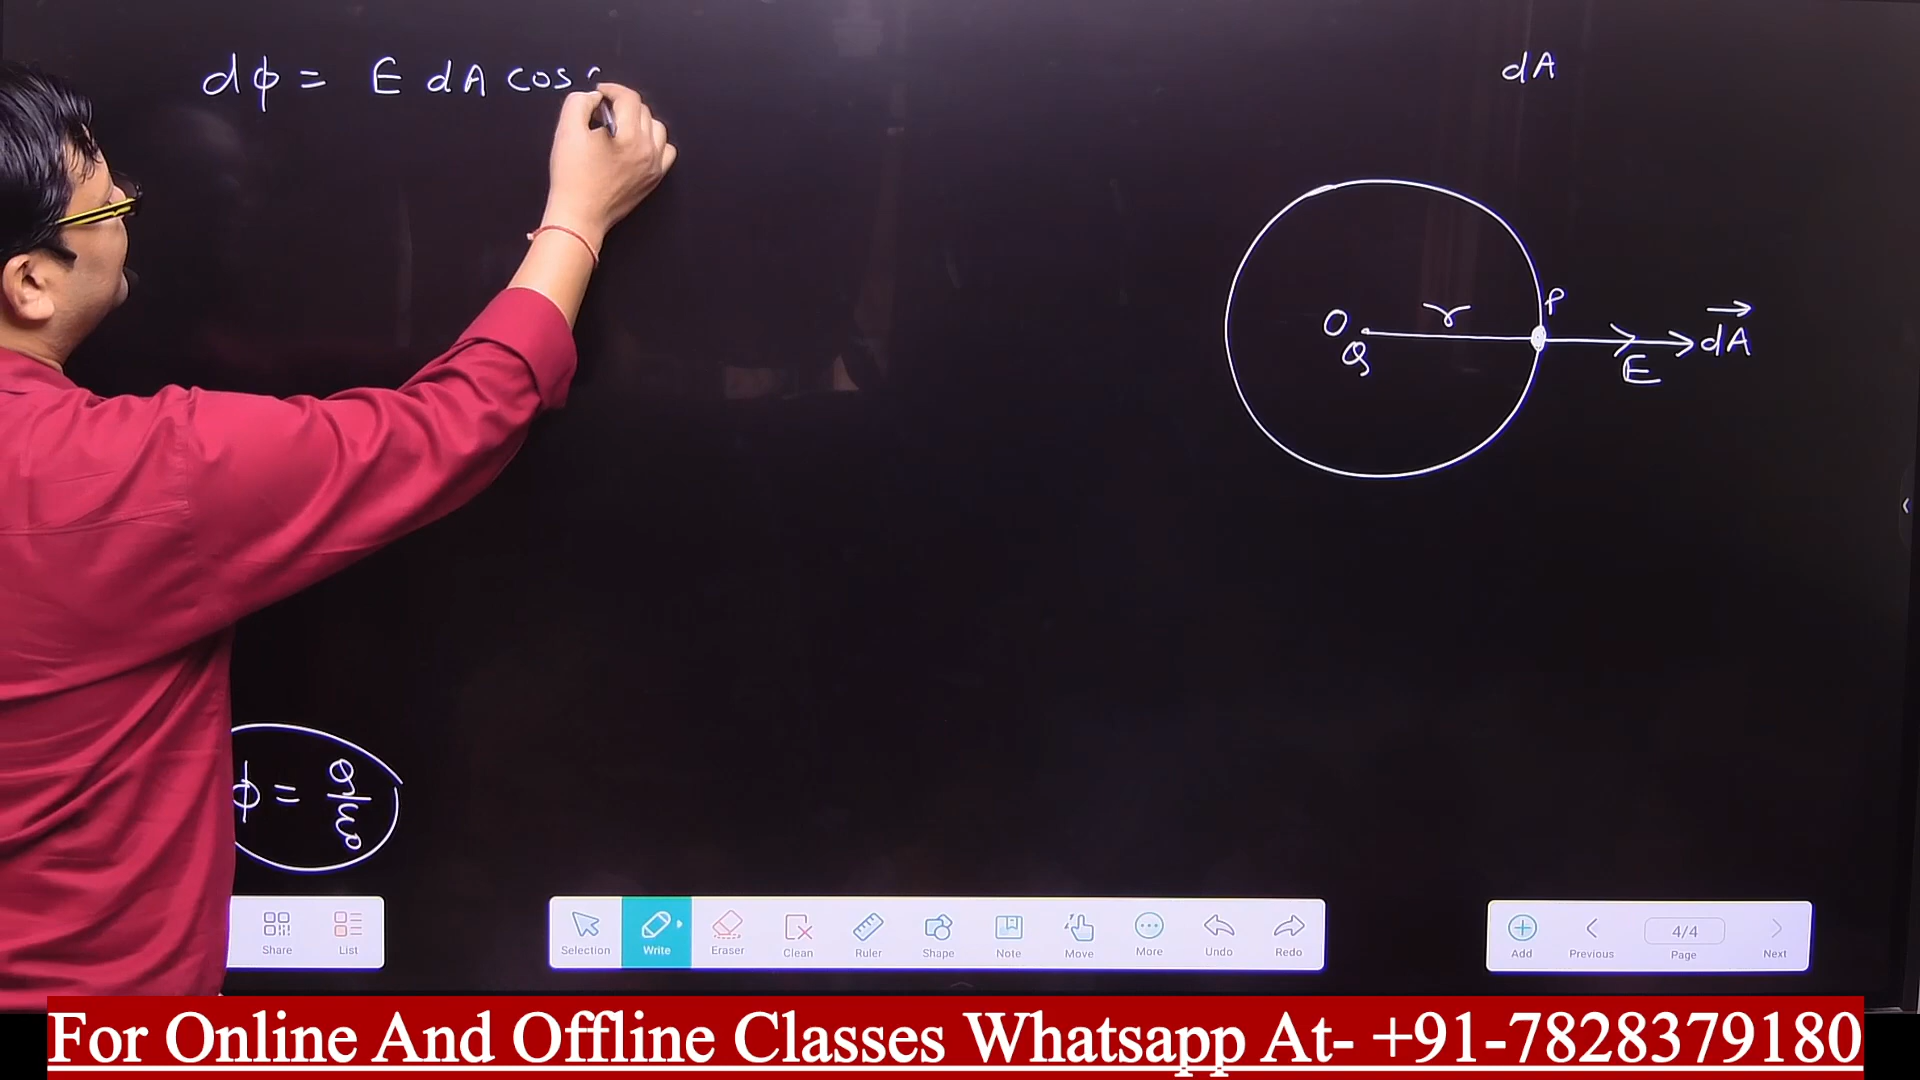 dϕ = E dA cos
dA
O
r
P
dA
Q
E
ϕ = Q/ε₀
Share
List
Selection
Write
Eraser
Clean
Ruler
Shape
Note
Move
More
Undo
Redo
Add
Previous
4/4
Page
Next
For Online And Offline Classes Whatsapp At- +91-7828379180